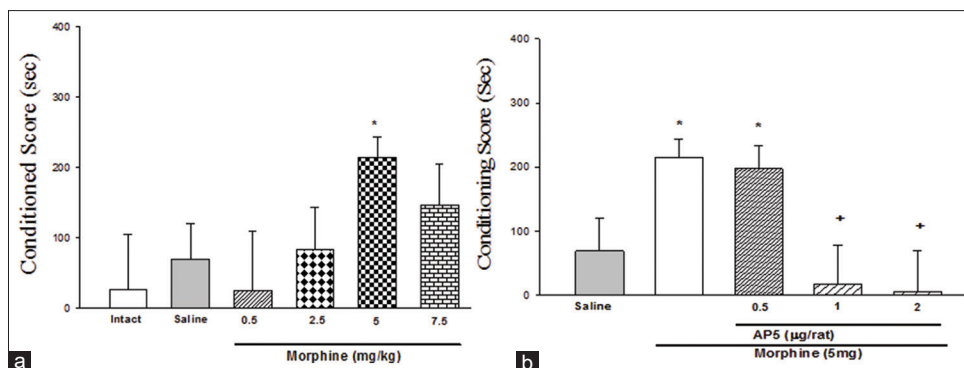 400
300
200
100
0
Conditioned Score (sec)
*
Intact Saline 0.5 2.5 5 7.5
Morphine (mg/kg)
a
400
300
200
100
0
Conditioning Score (Sec)
* *
+ +
Saline 0.5 1 2
AP5 (µg/rat)
Morphine (5mg)
b